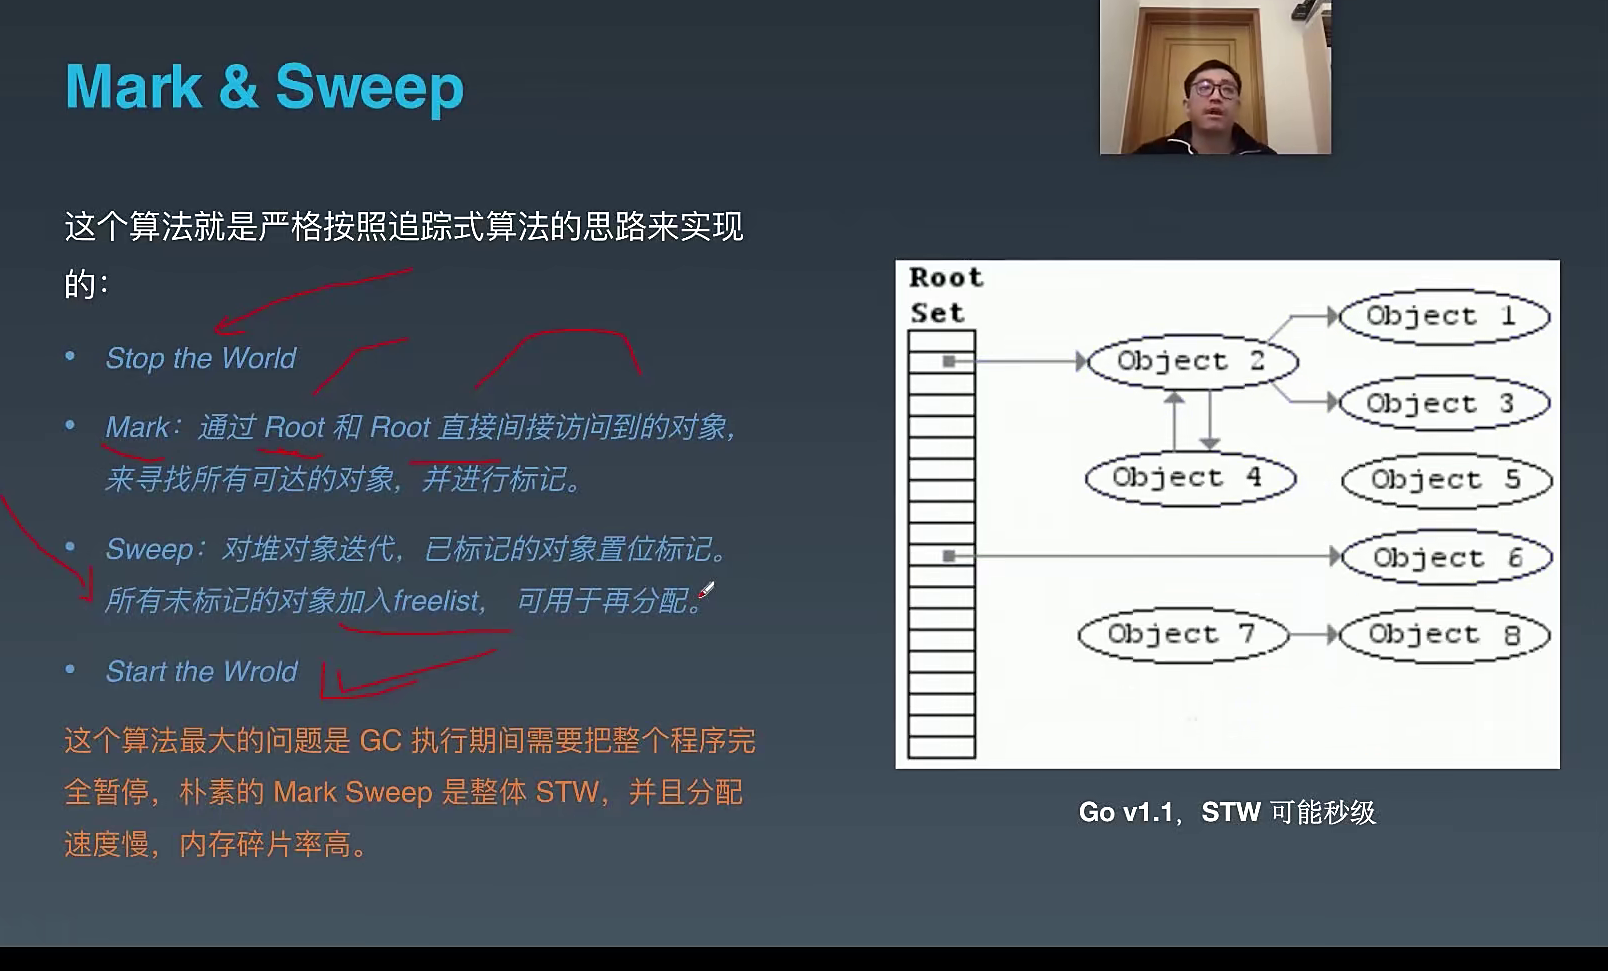 Mark & Sweep
这个算法就是严格按照追踪式算法的思路来实现
的：
• Stop the World
• Mark：通过 Root 和 Root 直接间接访问到的对象，
来寻找所有可达的对象，并进行标记。
• Sweep：对堆对象迭代，已标记的对象置位标记。
所有未标记的对象加入freelist， 可用于再分配。
• Start the Wrold
这个算法最大的问题是 GC 执行期间需要把整个程序完
全暂停，朴素的 Mark Sweep 是整体 STW，并且分配
速度慢，内存碎片率高。
Root
Set
Object 1
Object 2
Object 3
Object 4
Object 5
Object 6
Object 7
Object 8
Go v1.1，STW 可能秒级